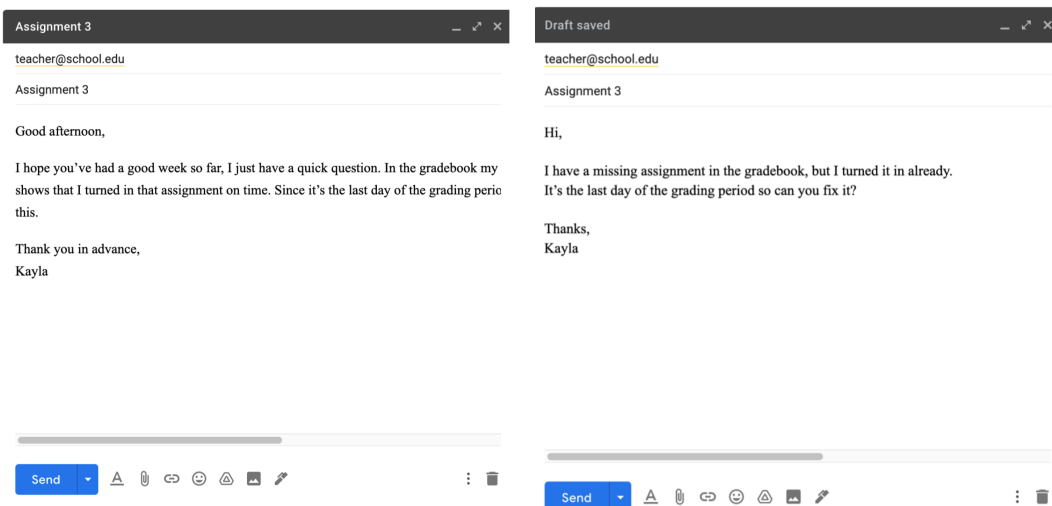 Assignment 3
teacher@school.edu
Assignment 3
Good afternoon,
I hope you’ve had a good week so far, I just have a quick question. In the gradebook my
shows that I turned in that assignment on time. Since it’s the last day of the grading perio
this.
Thank you in advance,
Kayla
Send
Draft saved
teacher@school.edu
Assignment 3
Hi,
I have a missing assignment in the gradebook, but I turned it in already.
It’s the last day of the grading period so can you fix it?
Thanks,
Kayla
Send